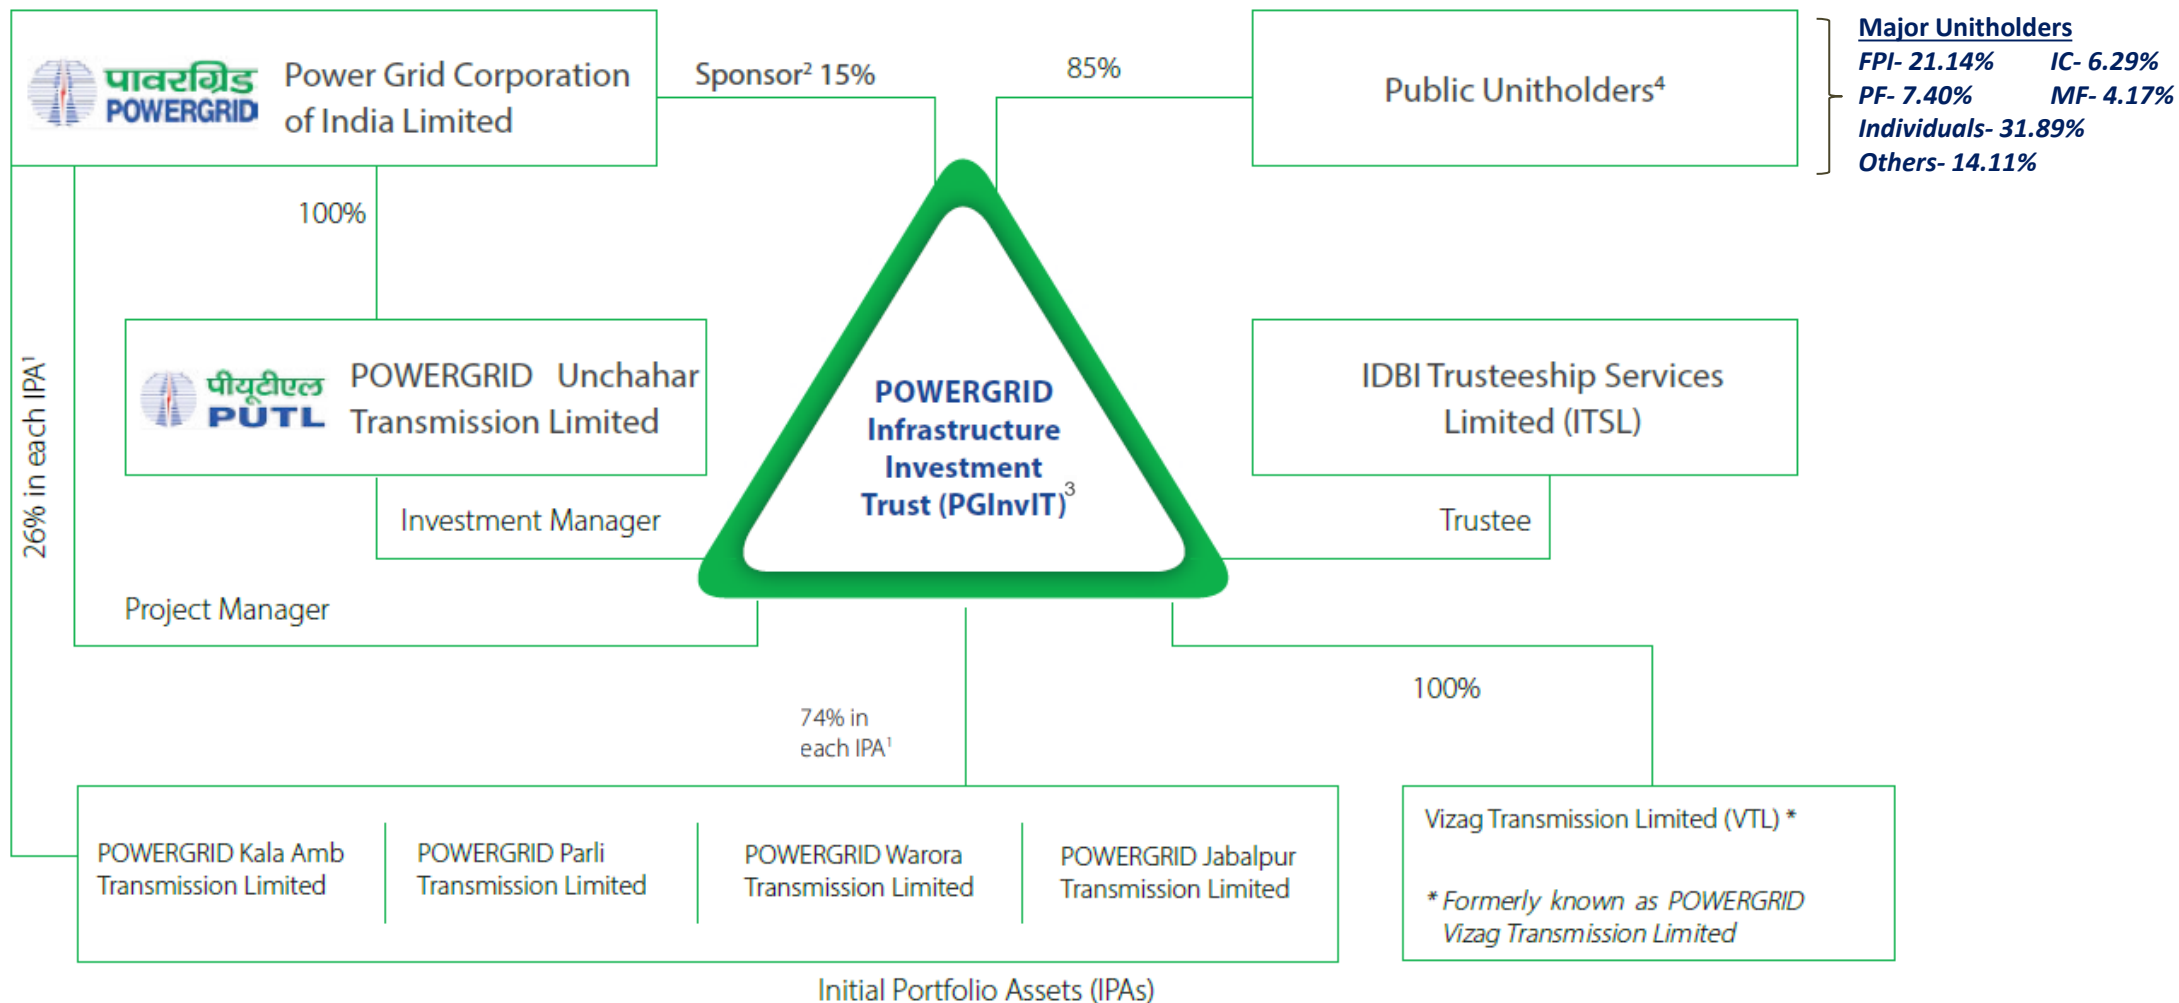 पावरग्रिड
POWERGRID
Power Grid Corporation
of India Limited
Sponsor² 15%
85%
Public Unitholders⁴
Major Unitholders
FPI- 21.14% IC- 6.29%
PF- 7.40% MF- 4.17%
Individuals- 31.89%
Others- 14.11%
100%
26% in each IPA¹
पीयूटीएल
PUTL
POWERGRID Unchahar
Transmission Limited
POWERGRID
Infrastructure
Investment
Trust (PGInvIT)³
IDBI Trusteeship Services
Limited (ITSL)
Investment Manager
Trustee
Project Manager
74% in
each IPA¹
100%
POWERGRID Kala Amb
Transmission Limited
POWERGRID Parli
Transmission Limited
POWERGRID Warora
Transmission Limited
POWERGRID Jabalpur
Transmission Limited
Vizag Transmission Limited (VTL) *
* Formerly known as POWERGRID
Vizag Transmission Limited
Initial Portfolio Assets (IPAs)